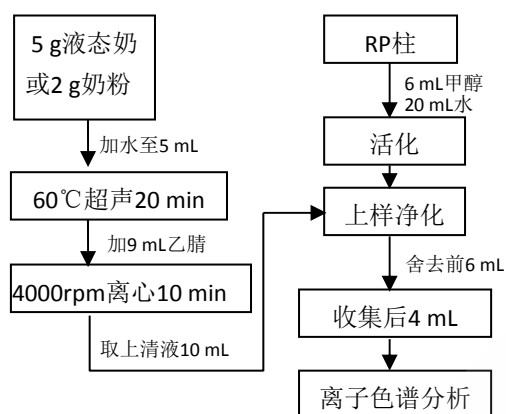 5 g液态奶
或2 g奶粉
加水至5 mL
60℃超声20 min
加9 mL乙腈
4000rpm离心10 min
取上清液10 mL
RP柱
6 mL甲醇
20 mL水
活化
上样净化
舍去前6 mL
收集后4 mL
离子色谱分析